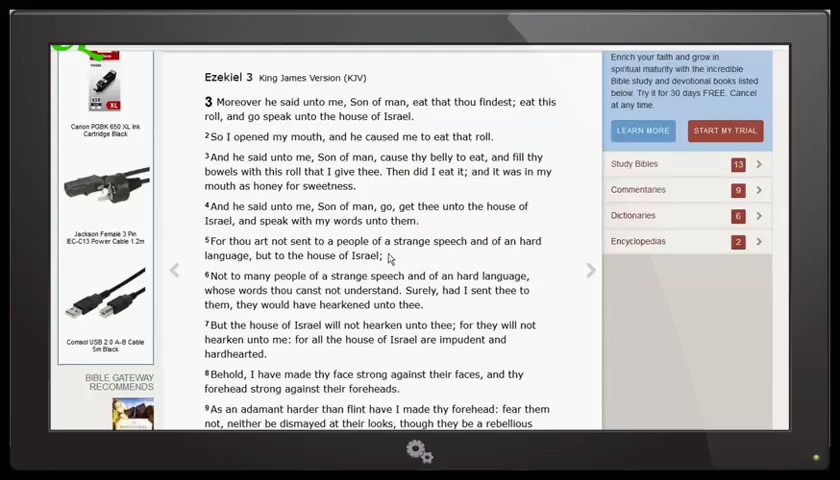 Ezekiel 3 King James Version (KJV)
3 Moreover he said unto me, Son of man, eat that thou findest; eat this
roll, and go speak unto the house of Israel.
2 So I opened my mouth, and he caused me to eat that roll.
3 And he said unto me, Son of man, cause thy belly to eat, and fill thy
bowels with this roll that I give thee. Then did I eat it; and it was in my
mouth as honey for sweetness.
4 And he said unto me, Son of man, go, get thee unto the house of
Israel, and speak with my words unto them.
5 For thou art not sent to a people of a strange speech and of an hard
language, but to the house of Israel;
6 Not to many people of a strange speech and of an hard language,
whose words thou canst not understand. Surely, had I sent thee to
them, they would have hearkened unto thee.
7 But the house of Israel will not hearken unto thee; for they will not
hearken unto me: for all the house of Israel are impudent and
hardhearted.
8 Behold, I have made thy face strong against their faces, and thy
forehead strong against their foreheads.
9 As an adamant harder than flint have I made thy forehead: fear them
not, neither be dismayed at their looks, though they be a rebellious
650
XL
Canon PGBK 650 XL Ink
Cartridge Black
Jackson Female 3 Pin
IEC-C13 Power Cable 1.2m
Comsol USB 2.0 A-B Cable
5m Black
BIBLE GATEWAY
RECOMMENDS
Enrich your faith and grow in
spiritual maturity with the incredible
Bible study and devotional books listed
below. Try it for 30 days FREE. Cancel
at any time.
LEARN MORE
START MY TRIAL
Study Bibles 13
Commentaries 9
Dictionaries 6
Encyclopedias 2